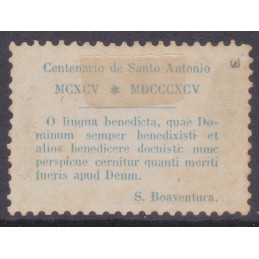 Centenario de Santo Antonio
MCXCV * MDCCCXCV
O lingua benedicta, quae Do-
minum semper benedixisti et
alios benedicere docuisti: nunc
perspicue cernitur quanti meriti
fueris apud Deum.
S. Boaventura.